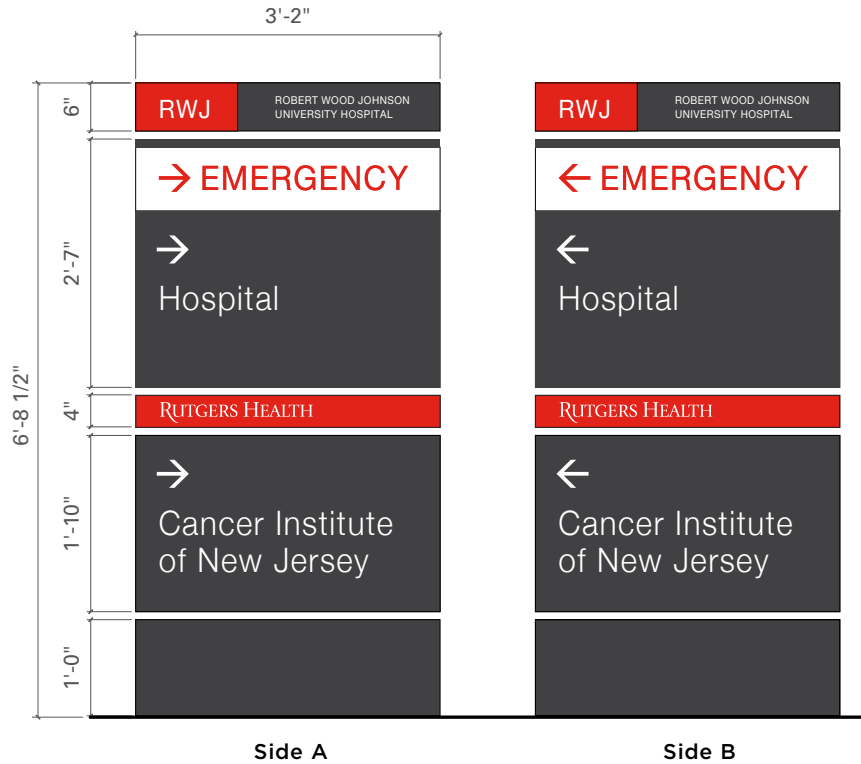 3'-2"
6'-8 1/2"
6"
2'-7"
4"
1'-10"
1'-0"
RWJ
ROBERT WOOD JOHNSON
UNIVERSITY HOSPITAL
→ EMERGENCY
→
Hospital
RUTGERS HEALTH
→
Cancer Institute
of New Jersey
Side A
RWJ
ROBERT WOOD JOHNSON
UNIVERSITY HOSPITAL
← EMERGENCY
←
Hospital
RUTGERS HEALTH
←
Cancer Institute
of New Jersey
Side B